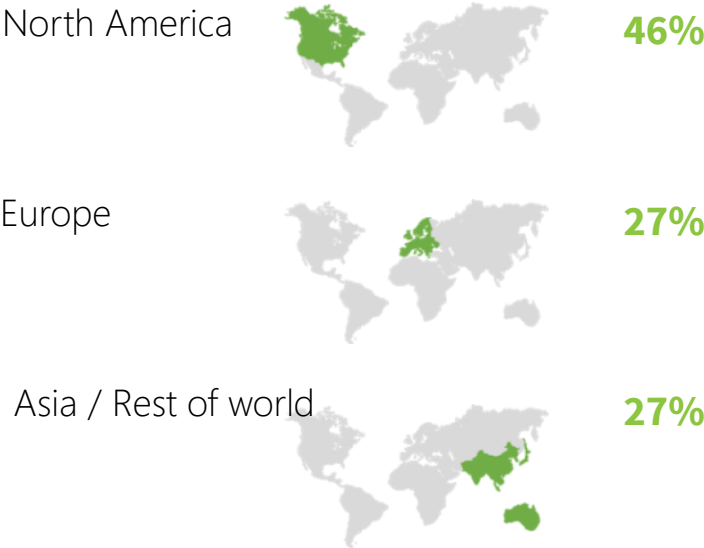 North America
46%
Europe
27%
Asia / Rest of world
27%